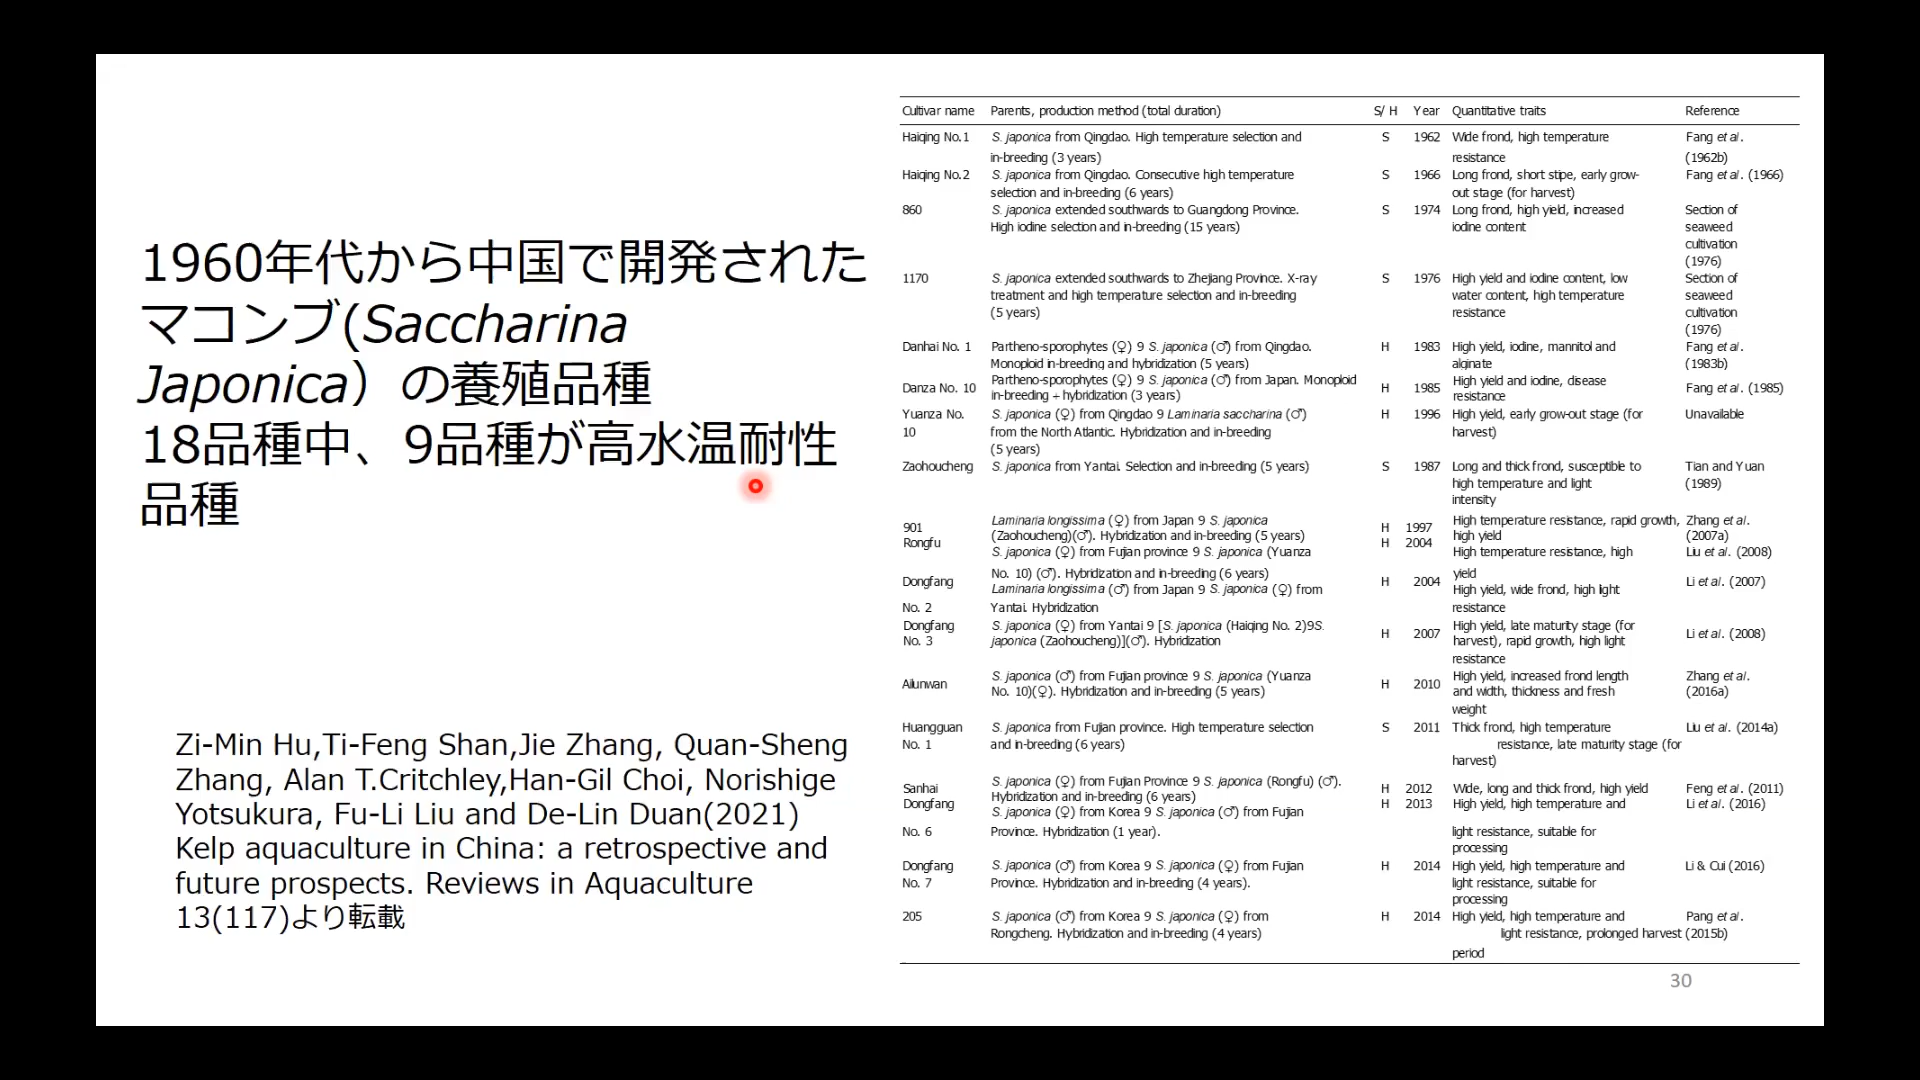 1960年代から中国で開発された
マコンブ(Saccharina
Japonica）の養殖品種
18品種中、9品種が高水温耐性
品種
Zi-Min Hu,Ti-Feng Shan,Jie Zhang, Quan-Sheng
Zhang, Alan T.Critchley,Han-Gil Choi, Norishige
Yotsukura, Fu-Li Liu and De-Lin Duan(2021)
Kelp aquaculture in China: a retrospective and
future prospects. Reviews in Aquaculture
13(117)より転載
Cultivar name Parents, production method (total duration) S/ H Year Quantitative traits Reference
Haiqing No.1 S. japonica from Qingdao. High temperature selection and S 1962 Wide frond, high temperature Fang et al.
in-breeding (3 years) resistance (1962b)
Haiqing No.2 S. japonica from Qingdao. Consecutive high temperature S 1966 Long frond, short stipe, early grow- Fang et al. (1966)
selection and in-breeding (6 years) out stage (for harvest)
860 S. japonica extended southwards to Guangdong Province. S 1974 Long frond, high yield, increased Section of
High iodine selection and in-breeding (15 years) iodine content seaweed
cultivation
(1976)
1170 S. japonica extended southwards to Zhejiang Province. X-ray S 1976 High yield and iodine content, low Section of
treatment and high temperature selection and in-breeding water content, high temperature seaweed
(5 years) resistance cultivation
(1976)
Danhai No. 1 Partheno-sporophytes (♀) 9 S. japonica (♂) from Qingdao. H 1983 High yield, iodine, mannitol and Fang et al.
Monoploid in-breeding and hybridization (5 years) alginate (1983b)
Partheno-sporophytes (♀) 9 S. japonica (♂) from Japan. Monoploid High yield and iodine, disease
Danza No. 10 in-breeding + hybridization (3 years) H 1985 resistance Fang et al. (1985)
Yuanza No. S. japonica (♀) from Qingdao 9 Laminaria saccharina (♂) H 1996 High yield, early grow-out stage (for Unavailable
10 from the North Atlantic. Hybridization and in-breeding harvest)
(5 years)
Zaohoucheng S. japonica from Yantai. Selection and in-breeding (5 years) S 1987 Long and thick frond, susceptible to Tian and Yuan
high temperature and light (1989)
intensity
Laminaria longissima (♀) from Japan 9 S. japonica High temperature resistance, rapid growth, Zhang et al.
901 (Zaohoucheng)(♂). Hybridization and in-breeding (5 years) H 1997 high yield (2007a)
Rongfu S. japonica (♀) from Fujian province 9 S. japonica (Yuanza H 2004 High temperature resistance, high Liu et al. (2008)
No. 10) (♂). Hybridization and in-breeding (6 years) yield
Dongfang Laminaria longissima (♂) from Japan 9 S. japonica (♀) from H 2004 High yield, wide frond, high light Li et al. (2007)
No. 2 Yantai. Hybridization resistance
Dongfang S. japonica (♀) from Yantai 9 [S. japonica (Haiqing No. 2)9S. High yield, late maturity stage (for
No. 3 japonica (Zaohoucheng)](♂). Hybridization H 2007 harvest), rapid growth, high light Li et al. (2008)
resistance
S. japonica (♂) from Fujian province 9 S. japonica (Yuanza High yield, increased frond length Zhang et al.
Ailunwan No. 10)(♀). Hybridization and in-breeding (5 years) H 2010 and width, thickness and fresh (2016a)
weight
Huangguan S. japonica from Fujian province. High temperature selection S 2011 Thick frond, high temperature Liu et al. (2014a)
No. 1 and in-breeding (6 years) resistance, late maturity stage (for
harvest)
S. japonica (♀) from Fujian Province 9 S. japonica (Rongfu) (♂).
Sanhai Hybridization and in-breeding (6 years) H 2012 Wide, long and thick frond, high yield Feng et al. (2011)
Dongfang S. japonica (♀) from Korea 9 S. japonica (♂) from Fujian H 2013 High yield, high temperature and Li et al. (2016)
No. 6 Province. Hybridization (1 year). light resistance, suitable for
processing
Dongfang S. japonica (♂) from Korea 9 S. japonica (♀) from Fujian H 2014 High yield, high temperature and Li & Cui (2016)
No. 7 Province. Hybridization and in-breeding (4 years). light resistance, suitable for
processing
205 S. japonica (♂) from Korea 9 S. japonica (♀) from H 2014 High yield, high temperature and Pang et al.
Rongcheng. Hybridization and in-breeding (4 years) light resistance, prolonged harvest (2015b)
period
30